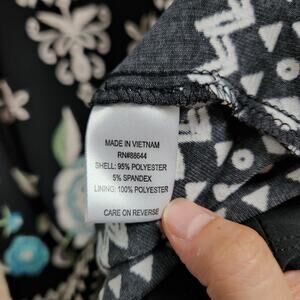 MADE IN VIETNAM
RN#88644
SHELL: 95% POLYESTER
5% SPANDEX
LINING: 100% POLYESTER
CARE ON REVERSE